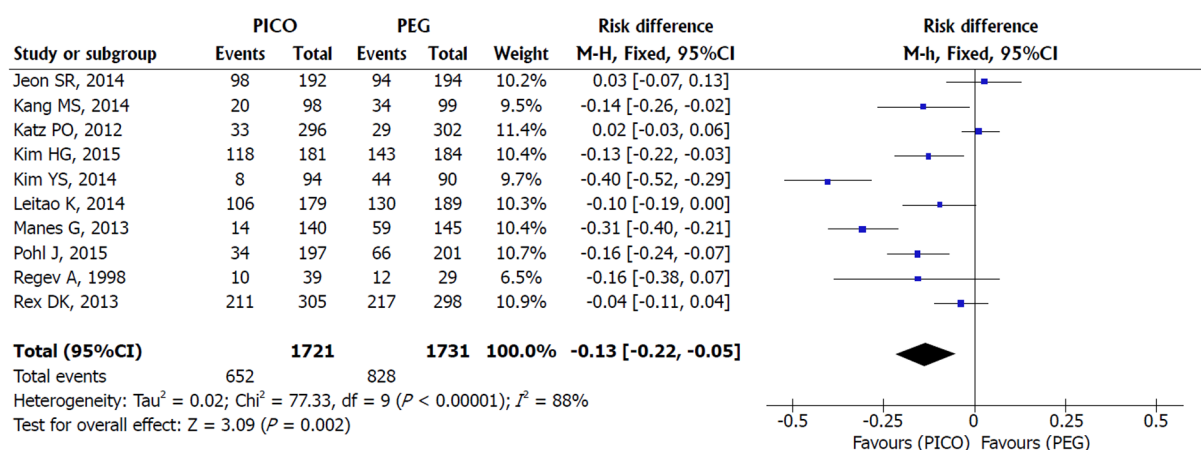 PICO PEG Risk difference Risk difference
Study or subgroup Events Total Events Total Weight M-H, Fixed, 95%CI M-h, Fixed, 95%CI
Jeon SR, 2014 98 192 94 194 10.2% 0.03 [-0.07, 0.13]
Kang MS, 2014 20 98 34 99 9.5% -0.14 [-0.26, -0.02]
Katz PO, 2012 33 296 29 302 11.4% 0.02 [-0.03, 0.06]
Kim HG, 2015 118 181 143 184 10.4% -0.13 [-0.22, -0.03]
Kim YS, 2014 8 94 44 90 9.7% -0.40 [-0.52, -0.29]
Leitao K, 2014 106 179 130 189 10.3% -0.10 [-0.19, 0.00]
Manes G, 2013 14 140 59 145 10.4% -0.31 [-0.40, -0.21]
Pohl J, 2015 34 197 66 201 10.7% -0.16 [-0.24, -0.07]
Regev A, 1998 10 39 12 29 6.5% -0.16 [-0.38, 0.07]
Rex DK, 2013 211 305 217 298 10.9% -0.04 [-0.11, 0.04]
Total (95%CI) 1721 1731 100.0% -0.13 [-0.22, -0.05]
Total events 652 828
Heterogeneity: Tau² = 0.02; Chi² = 77.33, df = 9 (P < 0.00001); I² = 88%
Test for overall effect: Z = 3.09 (P = 0.002)
-0.5 -0.25 0 0.25 0.5
Favours (PICO) Favours (PEG)